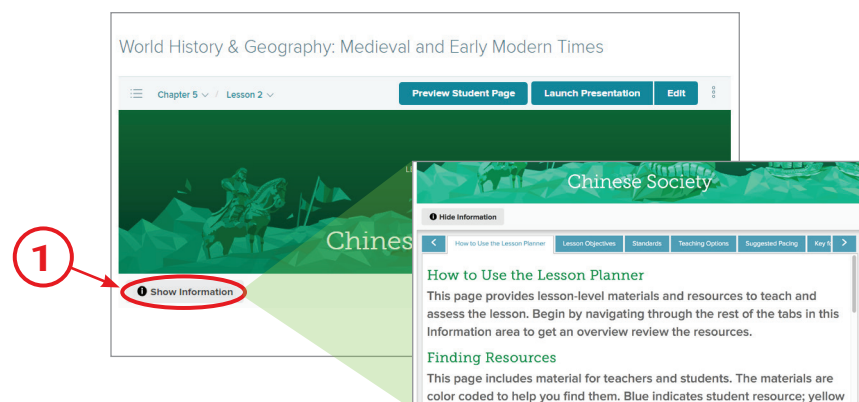 World History & Geography: Medieval and Early Modern Times
Chapter 5 / Lesson 2
Preview Student Page
Launch Presentation
Edit
Chinese Society
Chines
1
Show Information
Hide Information
How to Use the Lesson Planner
Lesson Objectives
Standards
Teaching Options
Suggested Pacing
Key
How to Use the Lesson Planner
This page provides lesson-level materials and resources to teach and
assess the lesson. Begin by navigating through the rest of the tabs in this
Information area to get an overview review the resources.
Finding Resources
This page includes material for teachers and students. The materials are
color coded to help you find them. Blue indicates student resource; yellow